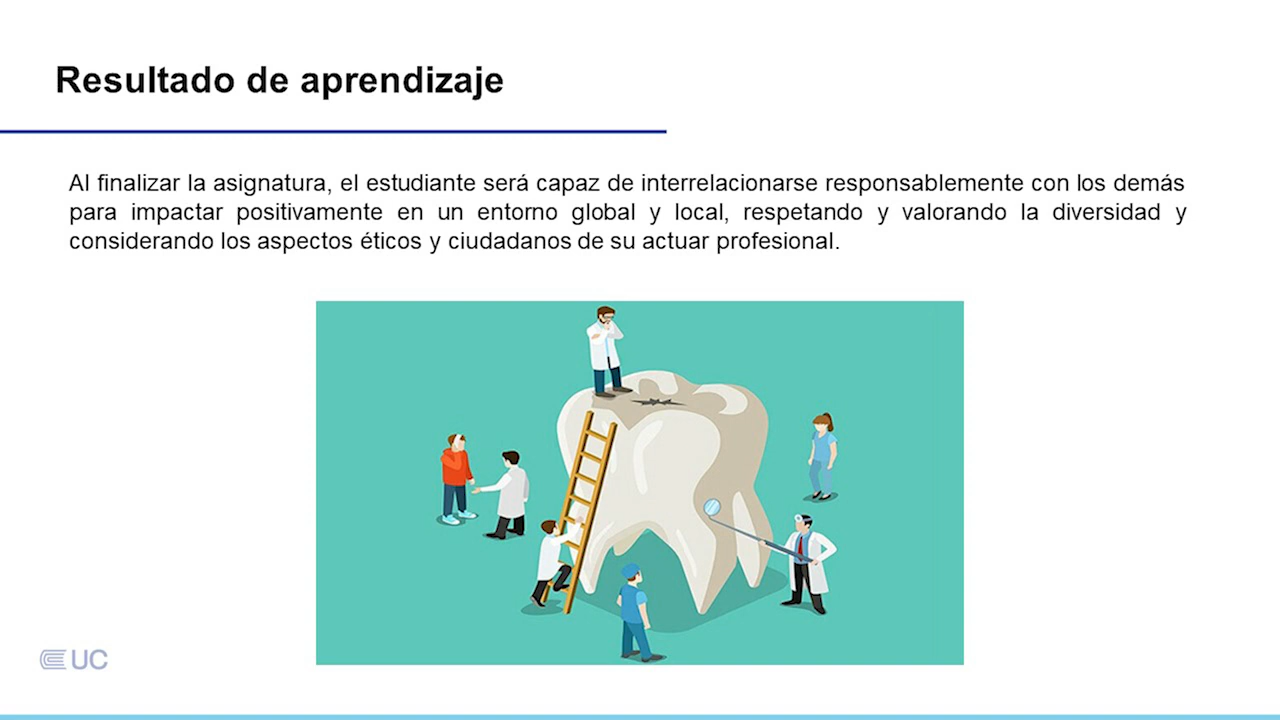 Resultado de aprendizaje
Al finalizar la asignatura, el estudiante será capaz de interrelacionarse responsablemente con los demás
para impactar positivamente en un entorno global y local, respetando y valorando la diversidad y
considerando los aspectos éticos y ciudadanos de su actuar profesional.
UC